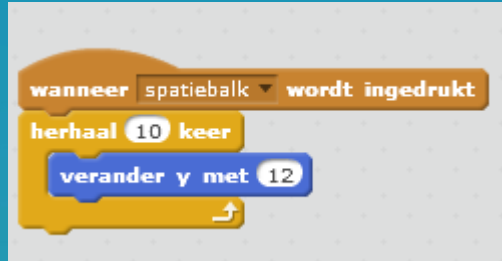 wanneer spatiebalk wordt ingedrukt
herhaal 10 keer
verander y met 12